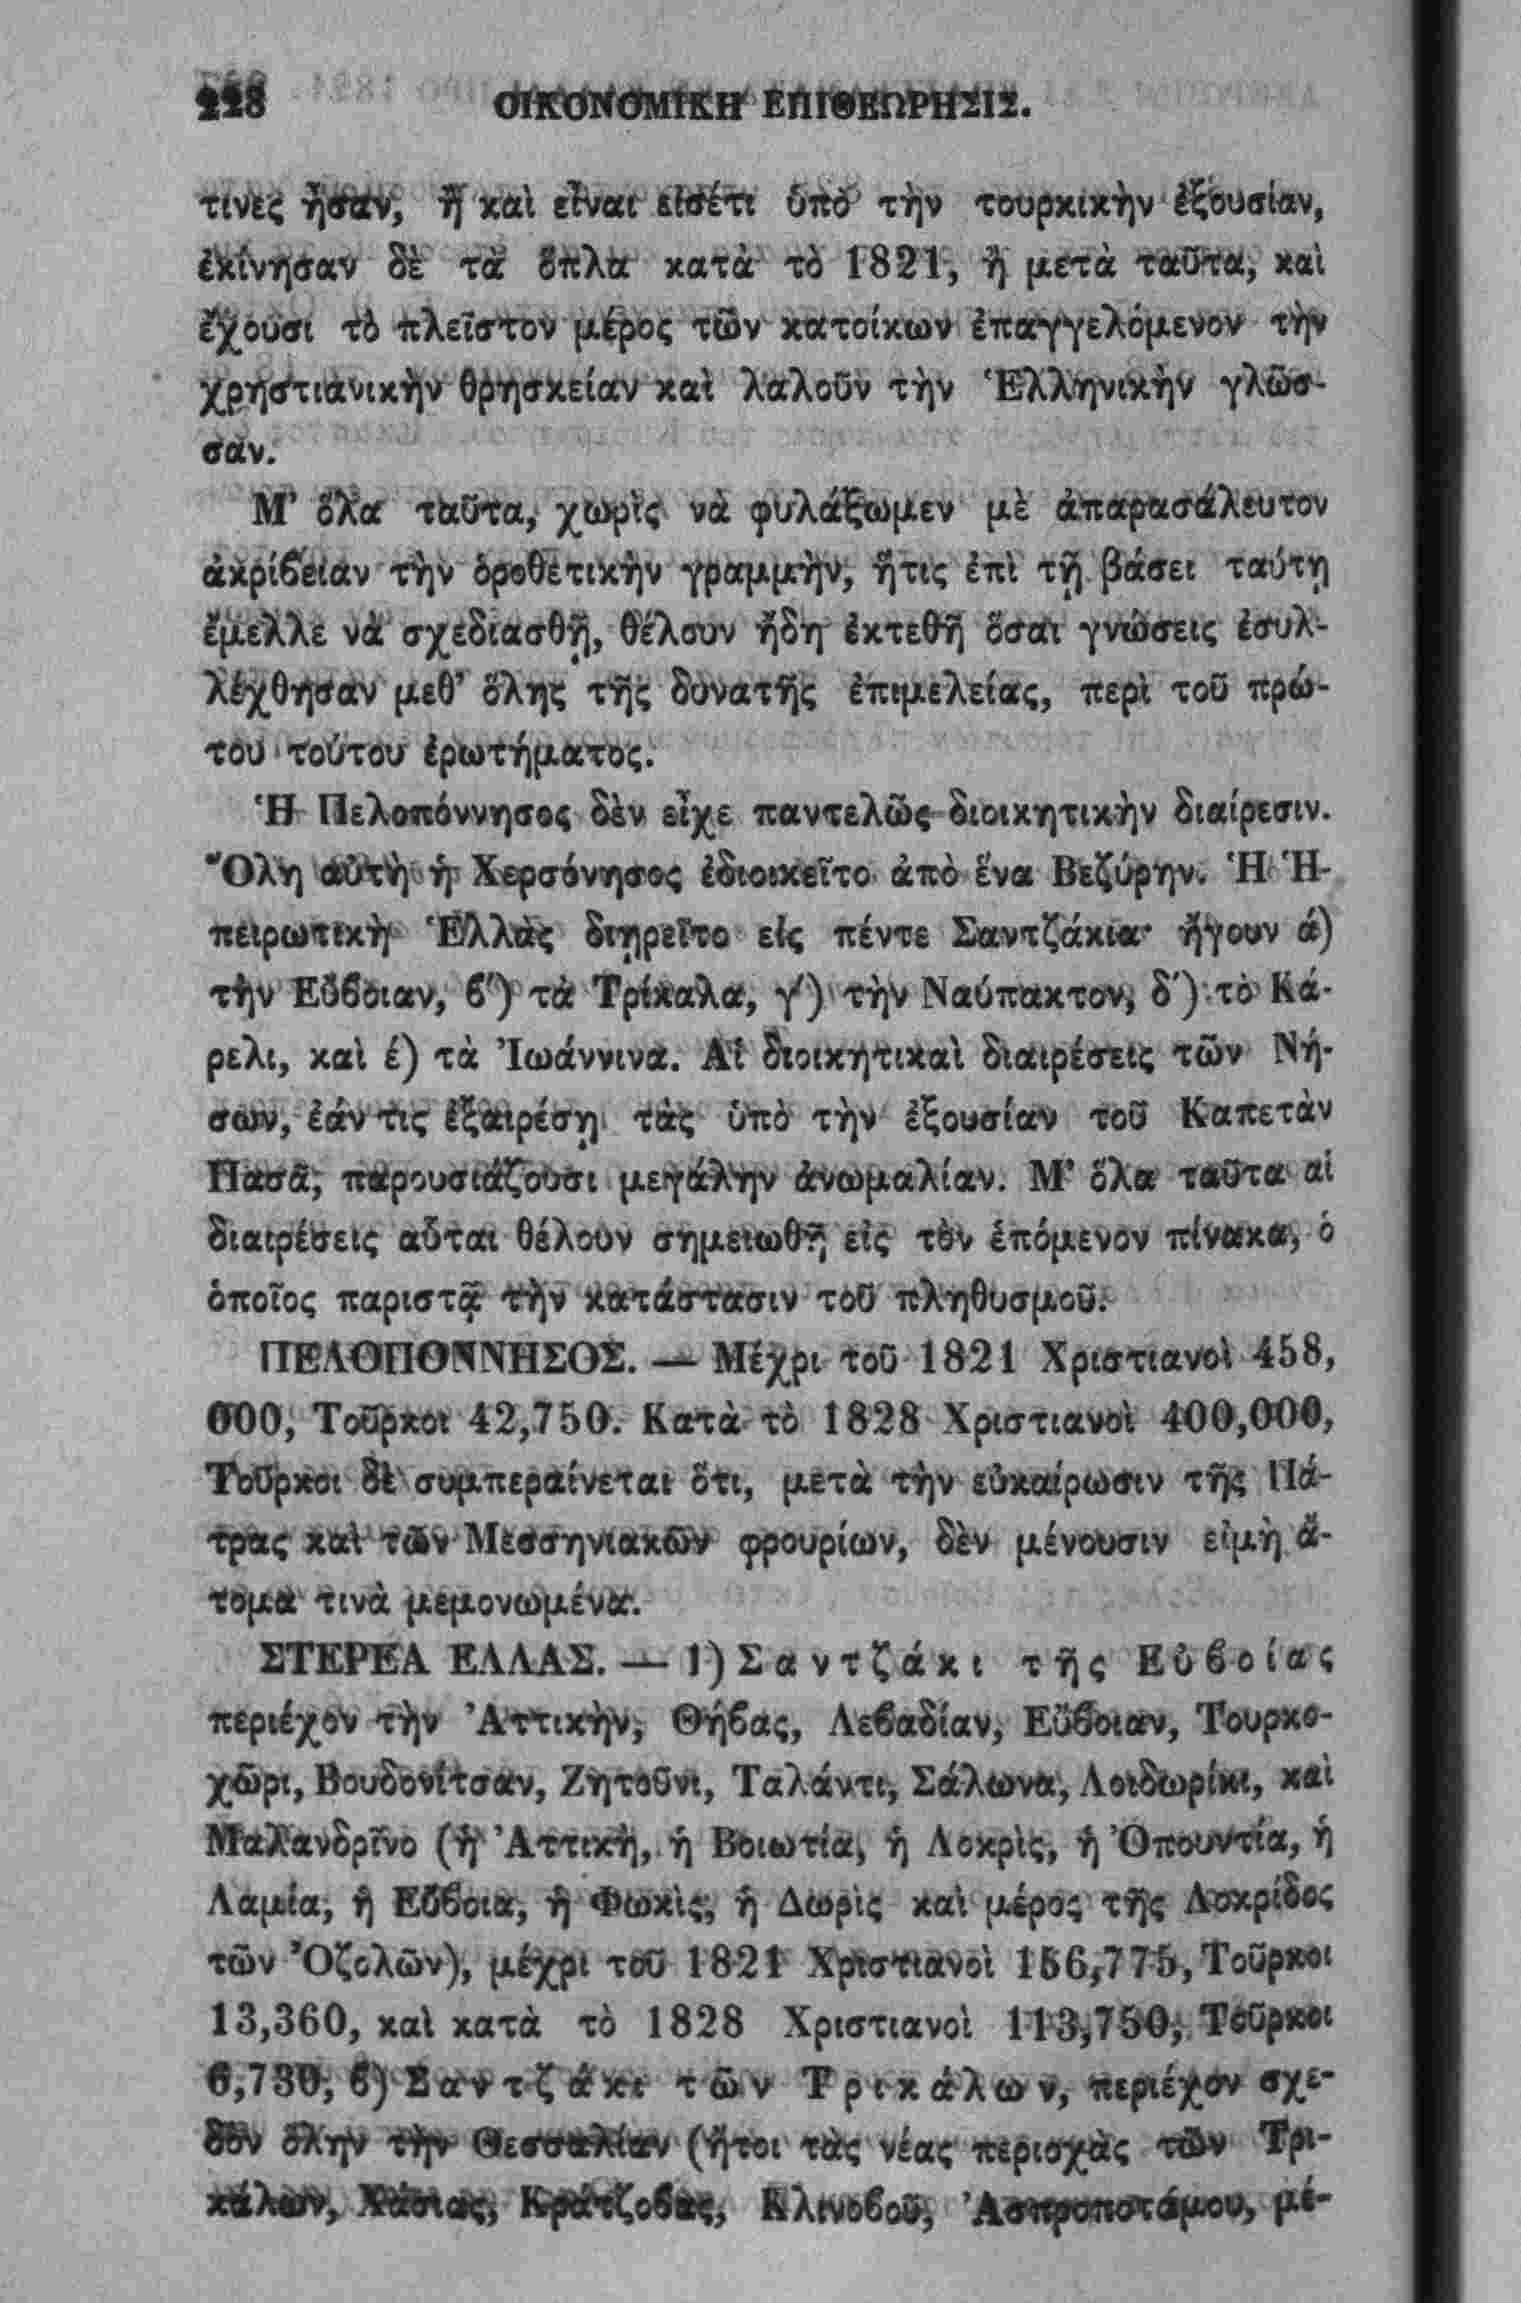 228 ΟΙΚΟΝΟΜΙΚΗ ΕΠΙΘΕΩΡΗΣΙΣ.
τινες ἦσαν, ἢ καὶ εἶναι εἰσέτι ὑπὸ τὴν τουρκικὴν ἐξουσίαν,
ἐκίνησαν δὲ τὰ ὅπλα κατὰ τὸ 1821, ἢ μετὰ ταῦτα, καὶ
ἔχουσι τὸ πλεῖστον μέρος τῶν κατοίκων ἐπαγγελόμενον τὴν
χρηστιανικὴν θρησκείαν καὶ λαλοῦν τὴν Ἑλληνικὴν γλῶσ-
σαν.
Μ’ ὅλα ταῦτα, χωρὶς νὰ φυλάξωμεν μὲ ἀπαρασάλευτον
ἀκρίϐειαν τὴν ὁροθετικὴν γραμμὴν, ἥτις ἐπὶ τῇ βάσει ταύτῃ
ἔμελλε νὰ σχεδιασθῇ, θέλουν ἤδη ἐκτεθῆ ὅσαι γνώσεις ἐσυλ-
λέχθησαν μεθ’ ὅλης τῆς δυνατῆς ἐπιμελείας, περὶ τοῦ πρώ-
του τούτου ἐρωτήματος.
Ἡ Πελοπόννησος δὲν εἶχε παντελῶς διοικητικὴν διαίρεσιν.
Ὅλη αὐτὴ ἡ Χερσόνησος ἐδιοικεῖτο ἀπὸ ἕνα Βεζύρην. Ἡ Ἠ-
πειρωτικὴ Ἑλλὰς διῃρεῖτο εἰς πέντε Σαντζάκια· ἤγουν ά)
τὴν Εὔϐοιαν, ϐ′) τὰ Τρίκαλα, γ′) τὴν Ναύπακτον, δ′) τὸ Κά-
ρελι, καὶ έ) τὰ Ἰωάννινα. Αἱ διοικητικαὶ διαιρέσεις τῶν Νή-
σων, ἐάν τις ἐξαιρέσῃ τὰς ὑπὸ τὴν ἐξουσίαν τοῦ Καπετὰν
Πασᾶ, παρουσιάζουσι μεγάλην ἀνωμαλίαν. Μ’ ὅλα ταῦτα αἱ
διαιρέσεις αὗται θέλουν σημειωθῇ εἰς τὸν ἑπόμενον πίνακα, ὁ
ὁποῖος παριστᾷ τὴν κατάστασιν τοῦ πληθυσμοῦ.
ΠΕΛΟΠΟΝΝΗΣΟΣ. — Μέχρι τοῦ 1821 Χριστιανοὶ 458,
000, Τοῦρκοι 42,750. Κατὰ τὸ 1828 Χριστιανοὶ 400,000,
Τοῦρκοι δὲ συμπεραίνεται ὅτι, μετὰ τὴν εὐκαίρωσιν τῆς Πά-
τρας καὶ τῶν Μεσσηνιακῶν φρουρίων, δὲν μένουσιν εἰμὴ ἄ-
τομα τινὰ μεμονωμένα.
ΣΤΕΡΕΑ ΕΛΛΑΣ. — 1) Σαντζάκι τῆς Εὐϐοίας
περιέχον τὴν Ἀττικὴν, Θήϐας, Λεϐαδίαν, Εὔϐοιαν, Τουρκο-
χῶρι, Βουδονίτσαν, Ζητοῦνι, Ταλάντι, Σάλωνα, Λοιδωρίκι, καὶ
Μαλανδρῖνο (ἡ Ἀττικὴ, ἡ Βοιωτία, ἡ Λοκρὶς, ἡ Ὀπουντία, ἡ
Λαμία, ἡ Εὔϐοια, ἡ Φωκὶς, ἡ Δωρὶς καὶ μέρος τῆς Λοκρίδος
τῶν Ὀζολῶν), μέχρι τοῦ 1821 Χριστιανοὶ 156,775, Τοῦρκοι
13,360, καὶ κατὰ τὸ 1828 Χριστιανοὶ 113,750, Τοῦρκοι
6,730, ϐ) Σαντζάκι τῶν Τρικάλων, περιέχον σχε-
δὸν ὅλην τὴν Θεσσαλίαν (ἤτοι τὰς νέας περιοχὰς τῶν Τρι-
κάλων, Χάσιας, Κράτζοϐας, Κλινοϐοῦ, Ἀσπροποτάμου, μέ-